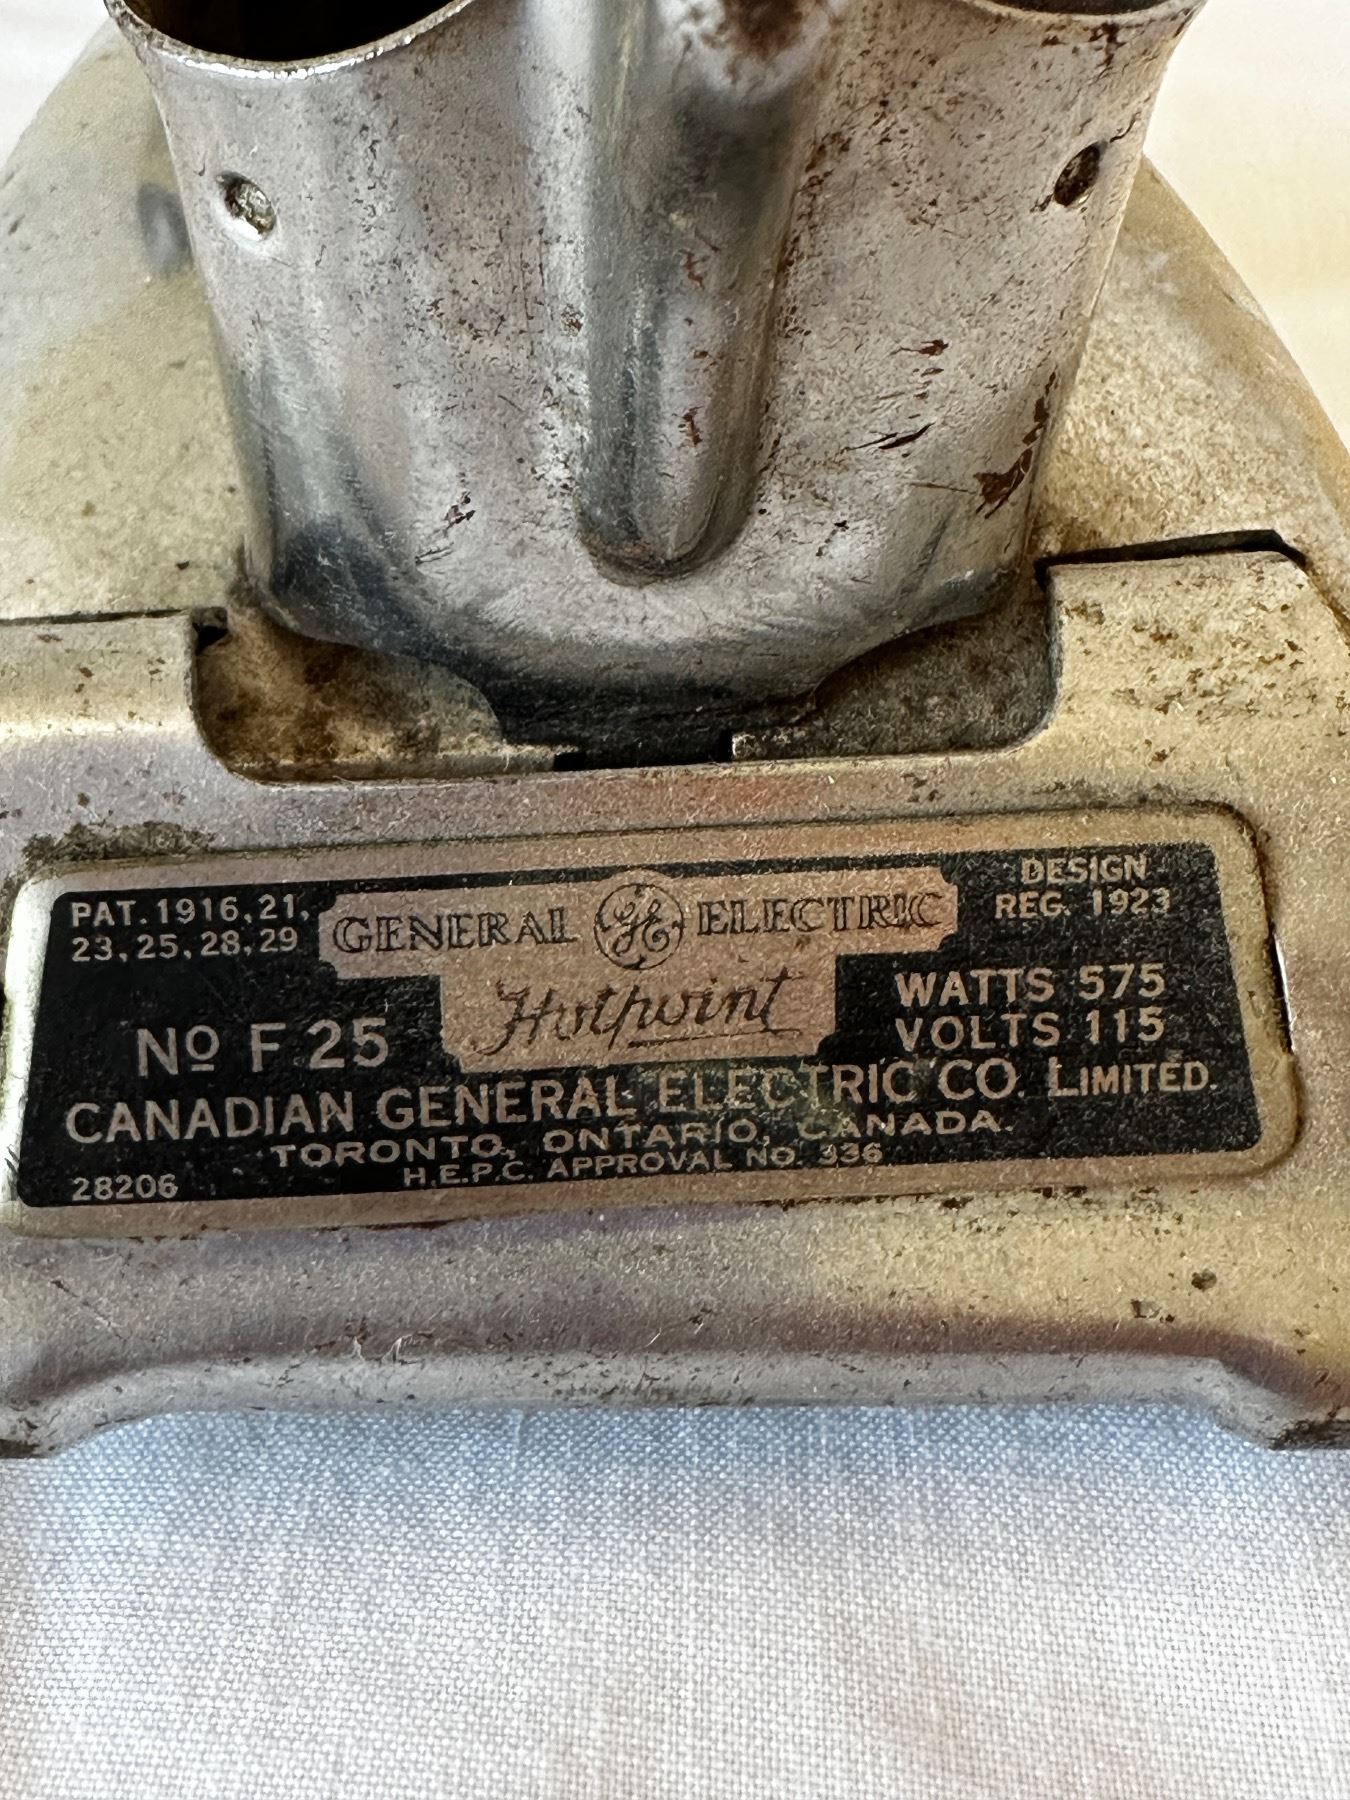 PAT. 1916, 21,
23, 25, 28, 29
GENERAL GE ELECTRIC
Hotpoint
DESIGN
REG. 1923
WATTS 575
VOLTS 115
Nº F 25
CANADIAN GENERAL ELECTRIC CO. LIMITED.
TORONTO, ONTARIO, CANADA.
H.E.P.C. APPROVAL NO. 336
28206